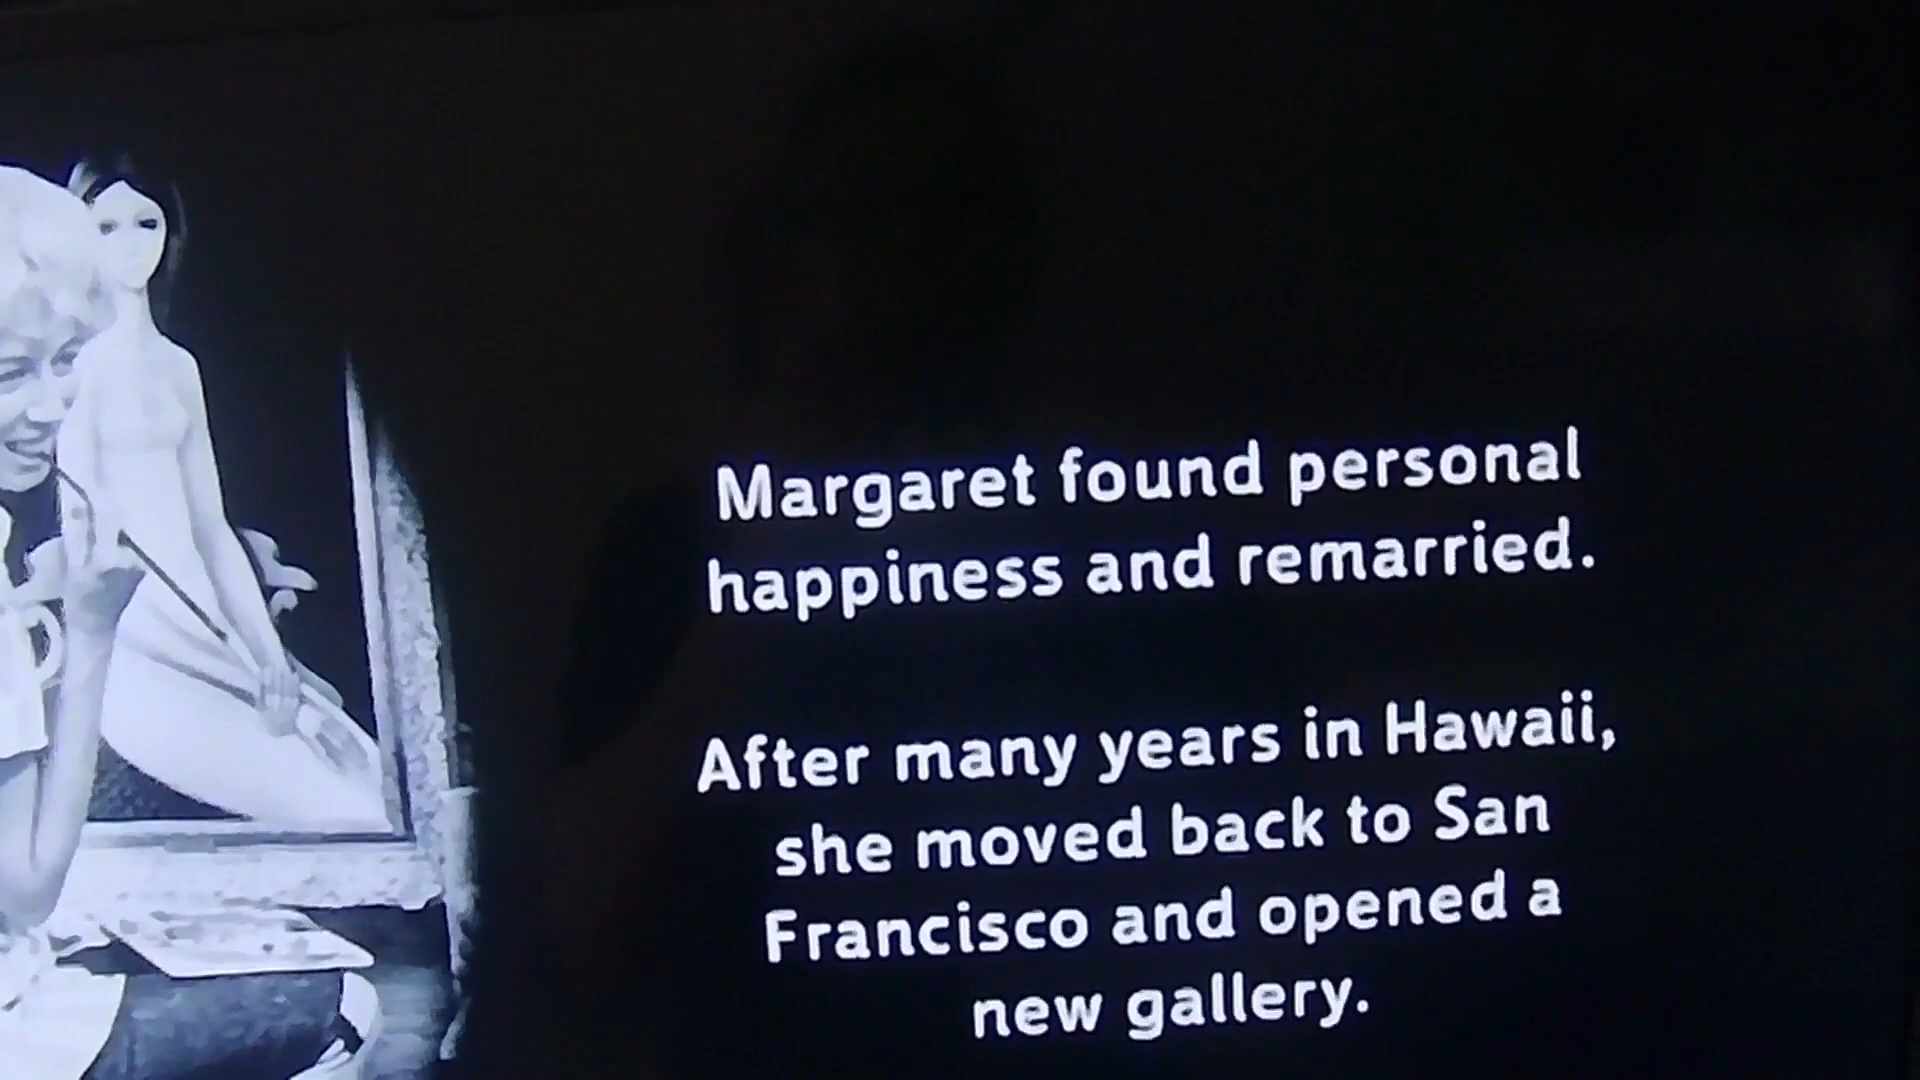 Margaret found personal
happiness and remarried.
After many years in Hawaii,
she moved back to San
Francisco and opened a
new gallery.